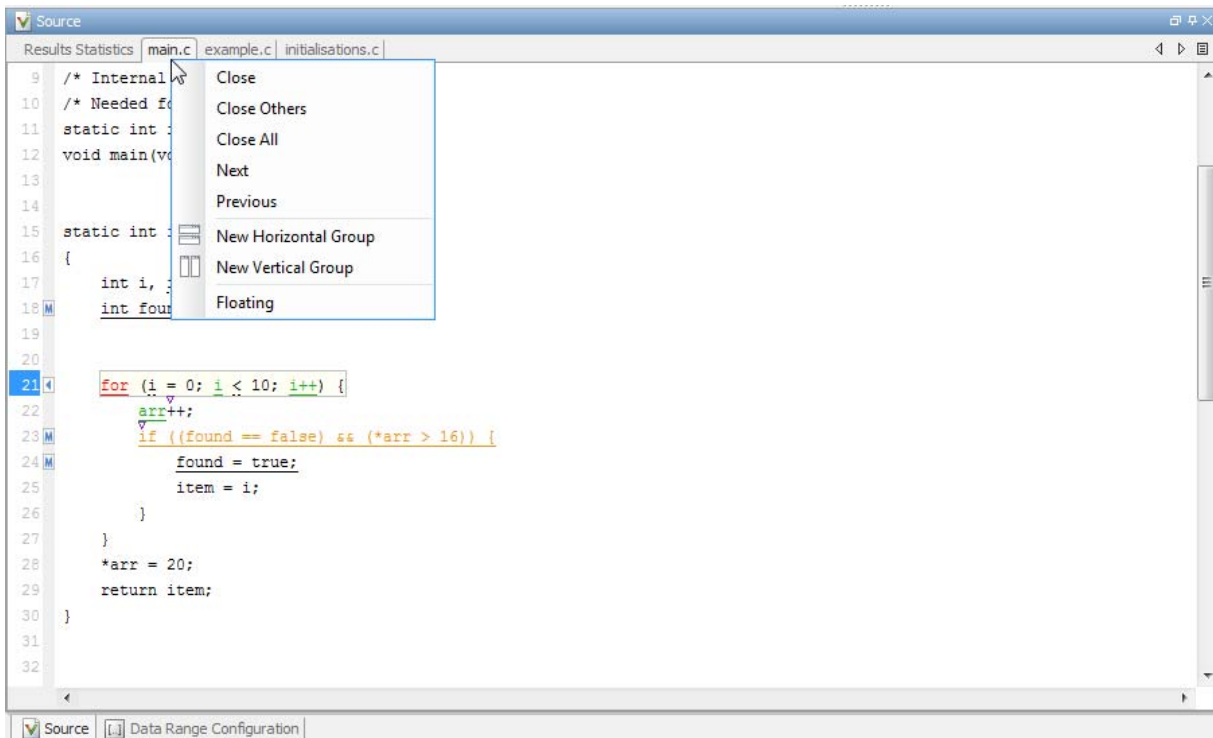 Source
Results Statistics main.c example.c initialisations.c
9 /* Internal
10 /* Needed fo
11 static int
12 void main(vo
13
14
15 static int
16 {
17 int i,
18 M int foun
19
20
21 for (i = 0; i < 10; i++) {
22 arr++;
23 M if ((found == false) && (*arr > 16)) {
24 M found = true;
25 item = i;
26 }
27 }
28 *arr = 20;
29 return item;
30 }
31
32
Close
Close Others
Close All
Next
Previous
New Horizontal Group
New Vertical Group
Floating
Source [..] Data Range Configuration